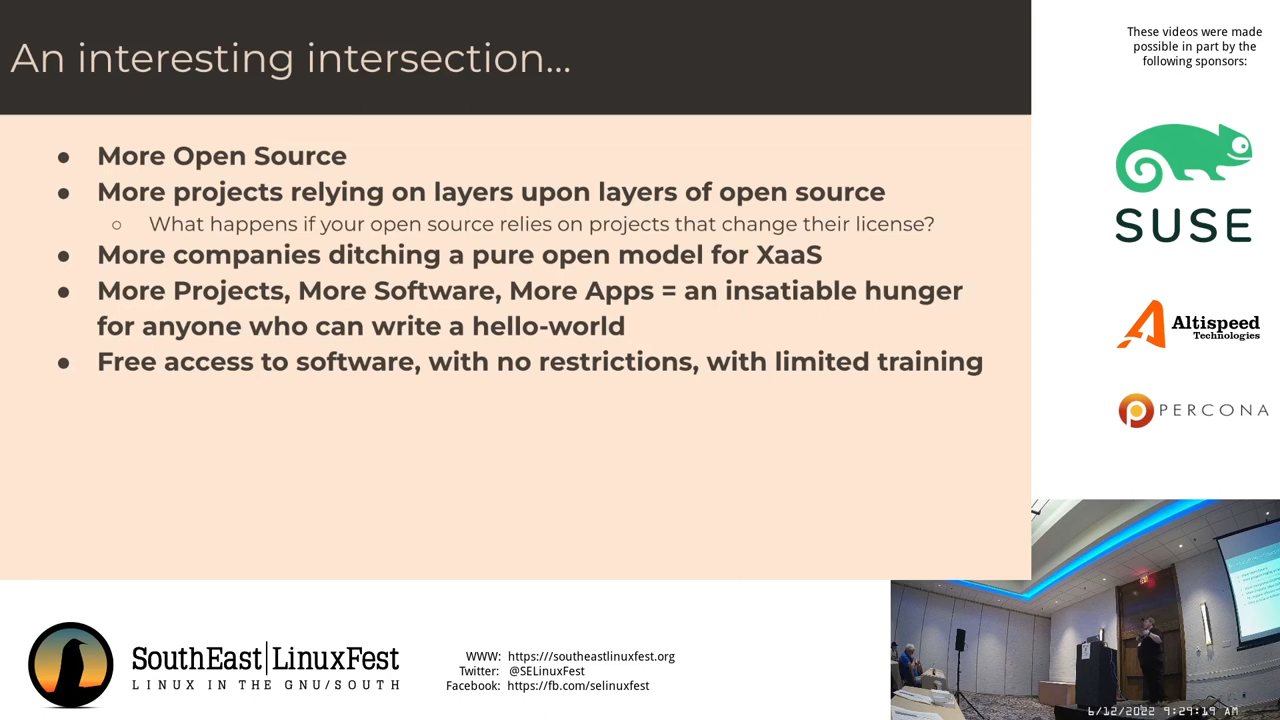 An interesting intersection...
● More Open Source
● More projects relying on layers upon layers of open source
○ What happens if your open source relies on projects that change their license?
● More companies ditching a pure open model for XaaS
● More Projects, More Software, More Apps = an insatiable hunger
for anyone who can write a hello-world
● Free access to software, with no restrictions, with limited training
These videos were made
possible in part by the
following sponsors:
SUSE
Altispeed
Technologies
PERCONA
SouthEast|LinuxFest
LINUX IN THE GNU/SOUTH
WWW: https:///southeastlinuxfest.org
Twitter: @SELinuxFest
Facebook: https://fb.com/selinuxfest
EXIT
6/12/2022 9:29:19 AM